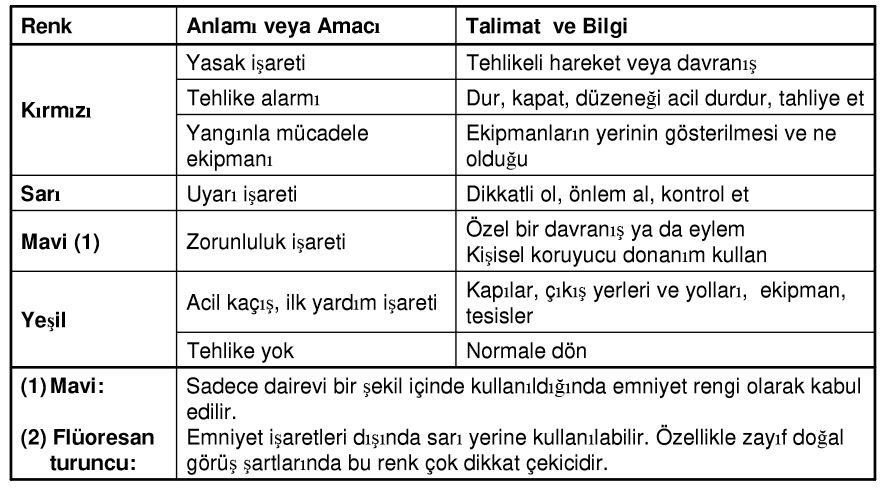 Renk Anlamı veya Amacı Talimat ve Bilgi
Kırmızı
Yasak işareti Tehlikeli hareket veya davranış
Tehlike alarmı Dur, kapat, düzeneği acil durdur, tahliye et
Yangınla mücadele
ekipmanı
Ekipmanların yerinin gösterilmesi ve ne
olduğu
Sarı Uyarı işareti Dikkatli ol, önlem al, kontrol et
Mavi (1) Zorunluluk işareti
Özel bir davranış ya da eylem
Kişisel koruyucu donanım kullan
Yeşil
Acil kaçış, ilk yardım işareti
Kapılar, çıkış yerleri ve yolları, ekipman,
tesisler
Tehlike yok Normale dön
(1) Mavi: Sadece dairevi bir şekil içinde kullanıldığında emniyet rengi olarak kabul
edilir.
(2) Flüoresan Emniyet işaretleri dışında sarı yerine kullanılabilir. Özellikle zayıf doğal
turuncu: görüş şartlarında bu renk çok dikkat çekicidir.